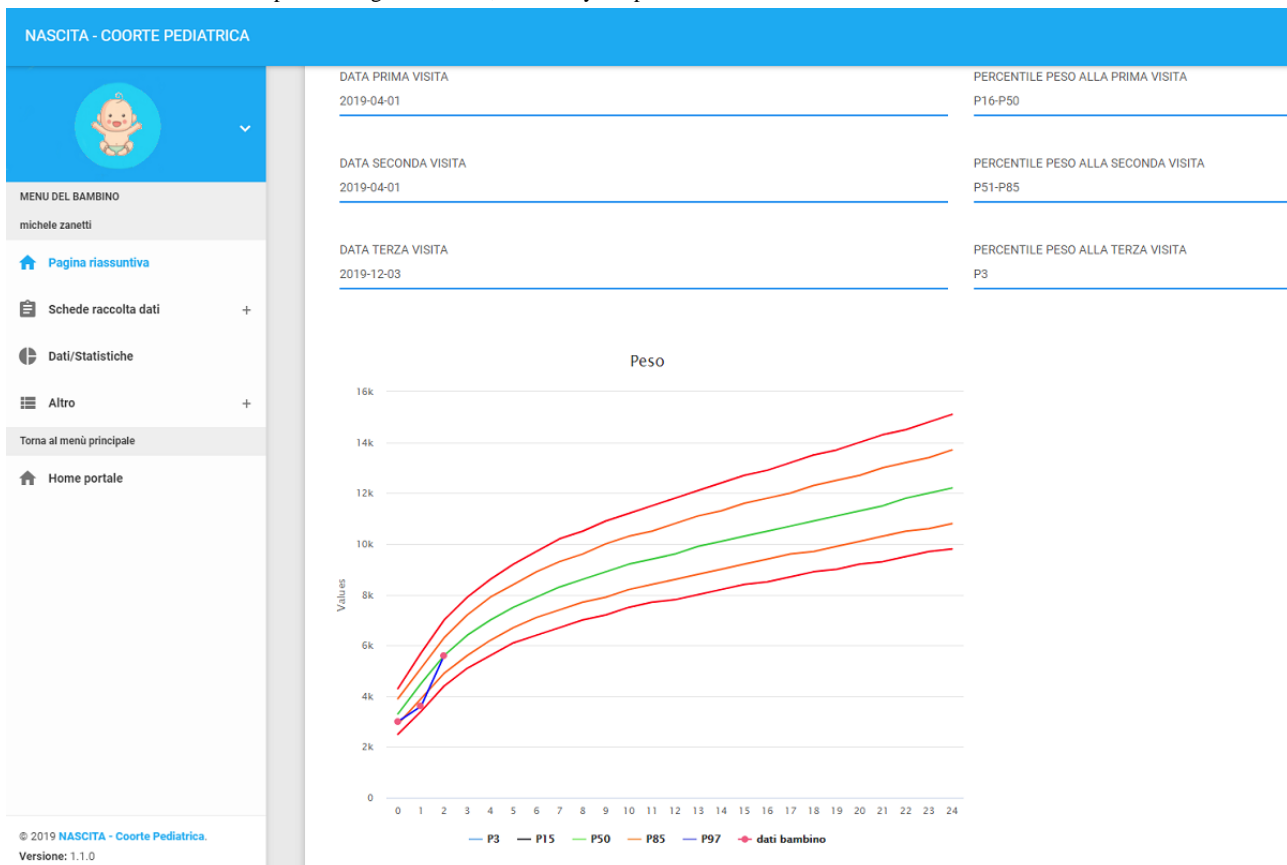 NASCITA - COORTE PEDIATRICA
MENU DEL BAMBINO
michele zanetti
Pagina riassuntiva
Schede raccolta dati +
Dati/Statistiche
Altro +
Torna al menù principale
Home portale
© 2019 NASCITA - Coorte Pediatrica.
Versione: 1.1.0
DATA PRIMA VISITA
2019-04-01
PERCENTILE PESO ALLA PRIMA VISITA
P16-P50
DATA SECONDA VISITA
2019-04-01
PERCENTILE PESO ALLA SECONDA VISITA
P51-P85
DATA TERZA VISITA
2019-12-03
PERCENTILE PESO ALLA TERZA VISITA
P3
Peso
Values
16k
14k
12k
10k
8k
6k
4k
2k
0
0 1 2 3 4 5 6 7 8 9 10 11 12 13 14 15 16 17 18 19 20 21 22 23 24
P3 P15 P50 P85 P97 dati bambino